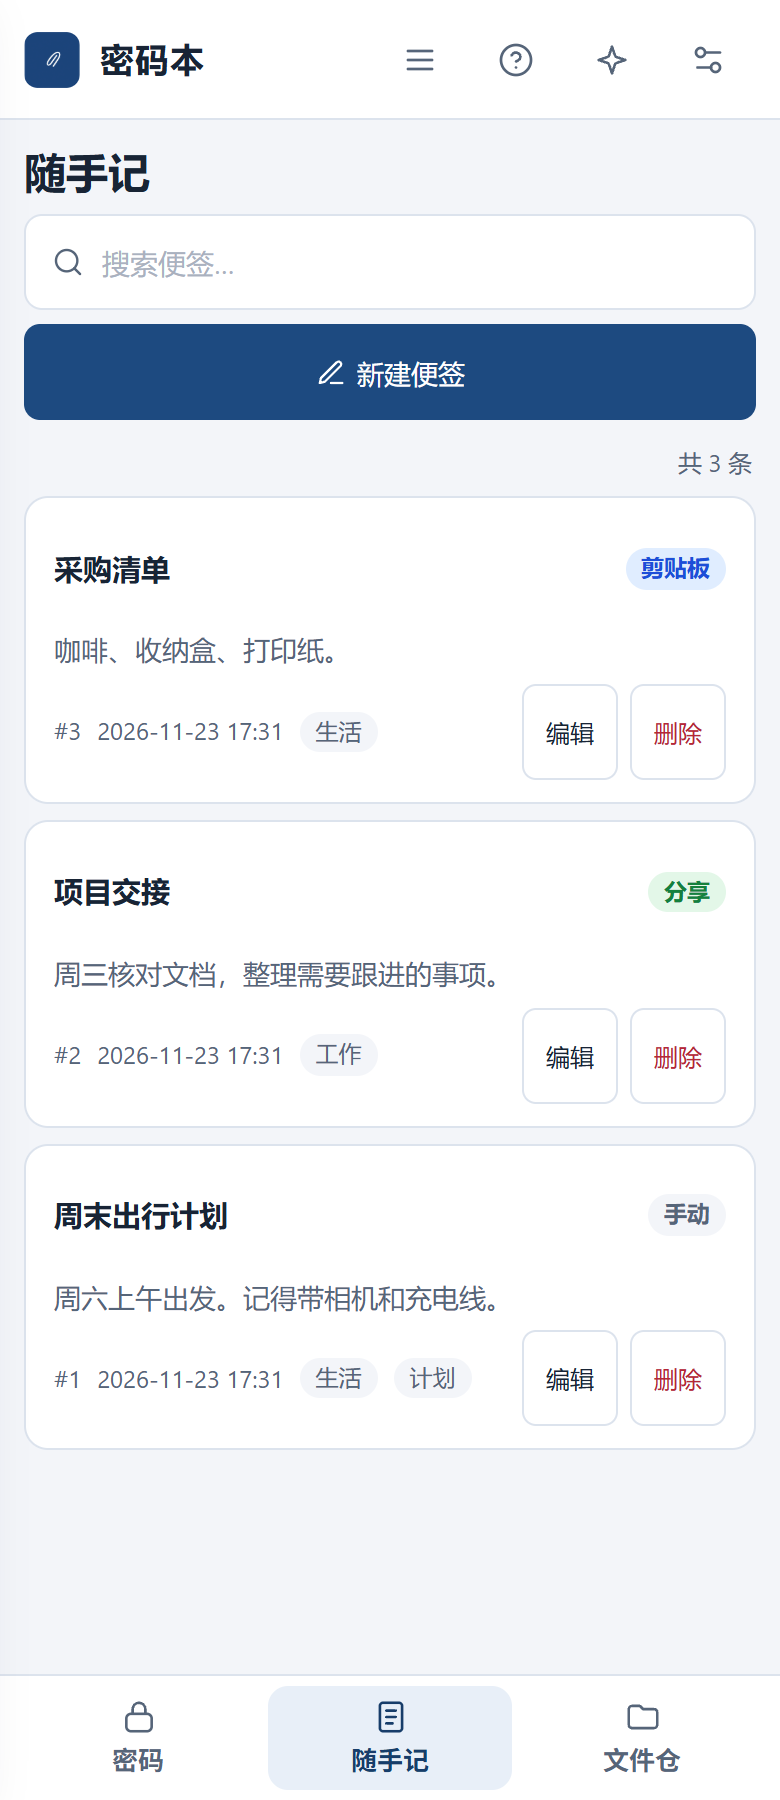 密码本
随手记
搜索便签...
新建便签
共 3 条
采购清单 剪贴板
咖啡、收纳盒、打印纸。
#3 2026-11-23 17:31 生活 编辑 删除
项目交接 分享
周三核对文档，整理需要跟进的事项。
#2 2026-11-23 17:31 工作 编辑 删除
周末出行计划 手动
周六上午出发。记得带相机和充电线。
#1 2026-11-23 17:31 生活 计划 编辑 删除
密码 随手记 文件仓